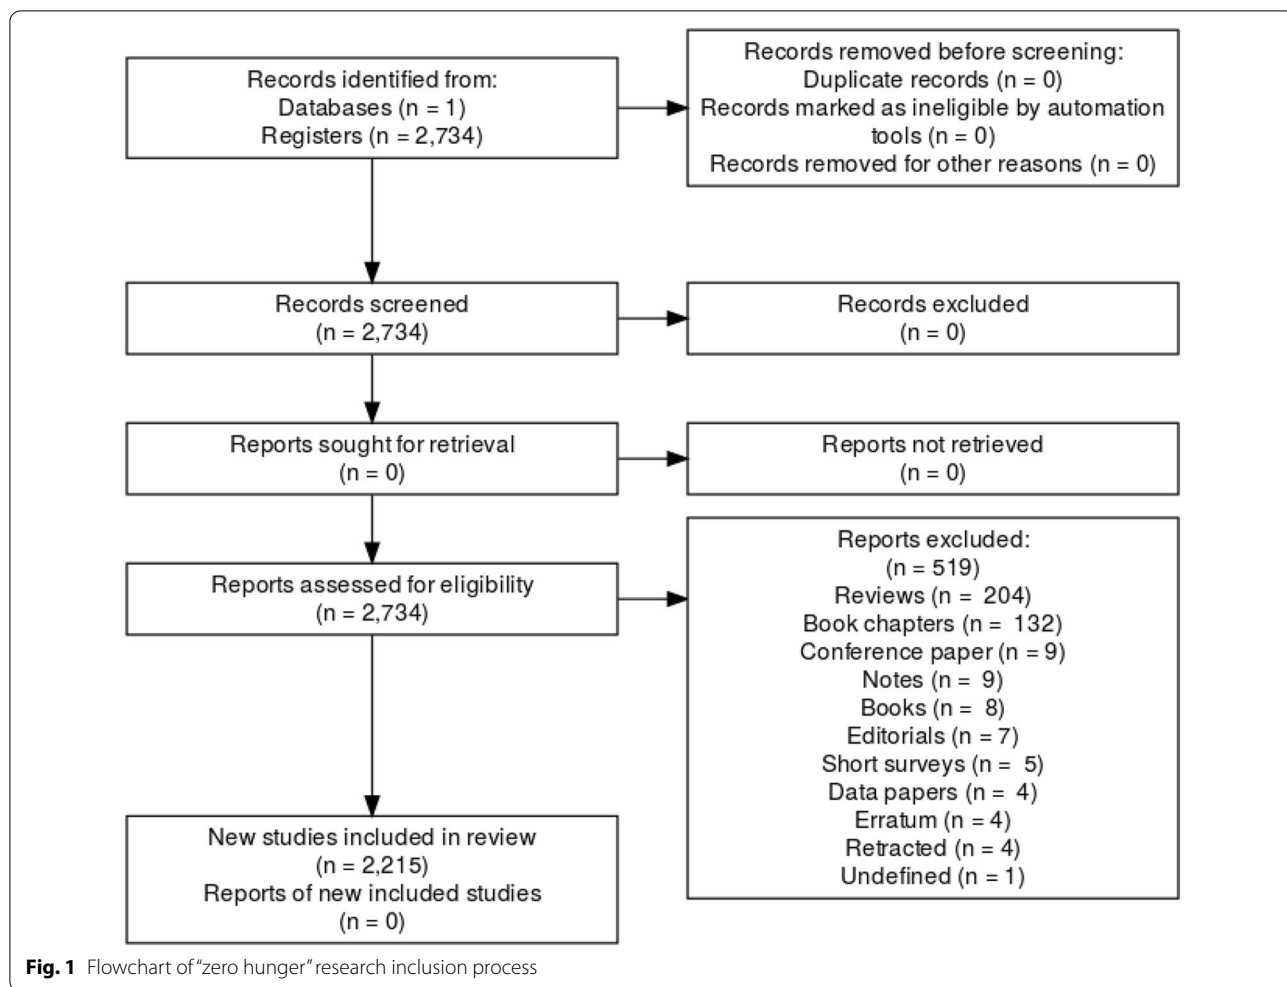 Records identified from:
Databases (n = 1)
Registers (n = 2,734)
Records removed before screening:
Duplicate records (n = 0)
Records marked as ineligible by automation
tools (n = 0)
Records removed for other reasons (n = 0)
Records screened
(n = 2,734)
Records excluded
(n = 0)
Reports sought for retrieval
(n = 0)
Reports not retrieved
(n = 0)
Reports assessed for eligibility
(n = 2,734)
Reports excluded:
(n = 519)
Reviews (n = 204)
Book chapters (n = 132)
Conference paper (n = 9)
Notes (n = 9)
Books (n = 8)
Editorials (n = 7)
Short surveys (n = 5)
Data papers (n = 4)
Erratum (n = 4)
Retracted (n = 4)
Undefined (n = 1)
New studies included in review
(n = 2,215)
Reports of new included studies
(n = 0)
Fig. 1 Flowchart of “zero hunger” research inclusion process